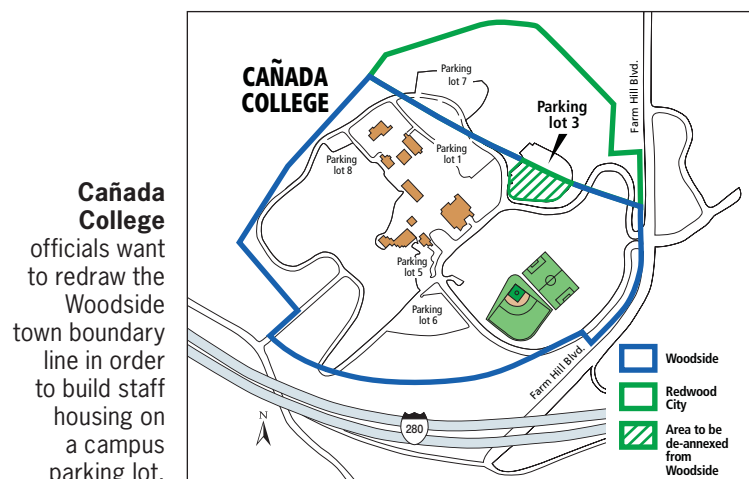 Cañada
College
officials want
to redraw the
Woodside
town boundary
line in order
to build staff
housing on
a campus
parking lot.
CAÑADA
COLLEGE
Parking
lot 7
Parking
lot 3
Farm Hill Blvd.
Parking
lot 1
Parking
lot 8
Parking
lot 5
Parking
lot 6
Farm Hill Blvd.
N
280
Woodside
Redwood
City
Area to be
de-annexed
from
Woodside